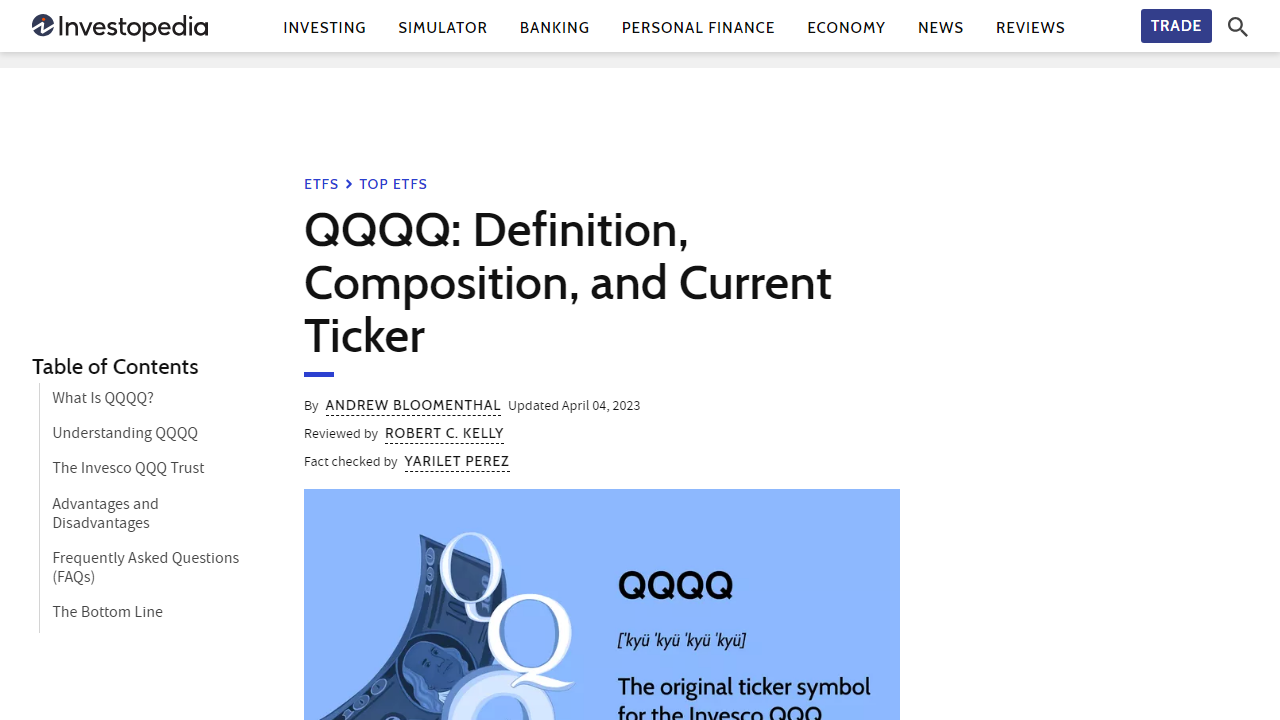 Investopedia
INVESTING SIMULATOR BANKING PERSONAL FINANCE ECONOMY NEWS REVIEWS
TRADE
ETFS > TOP ETFS
QQQQ: Definition,
Composition, and Current
Ticker
By ANDREW BLOOMENTHAL Updated April 04, 2023
Reviewed by ROBERT C. KELLY
Fact checked by YARILET PEREZ
Table of Contents
What Is QQQQ?
Understanding QQQQ
The Invesco QQQ Trust
Advantages and
Disadvantages
Frequently Asked Questions
(FAQs)
The Bottom Line
QQQQ
['kyü 'kyü 'kyü 'kyü]
The original ticker symbol
for the Invesco QQQ